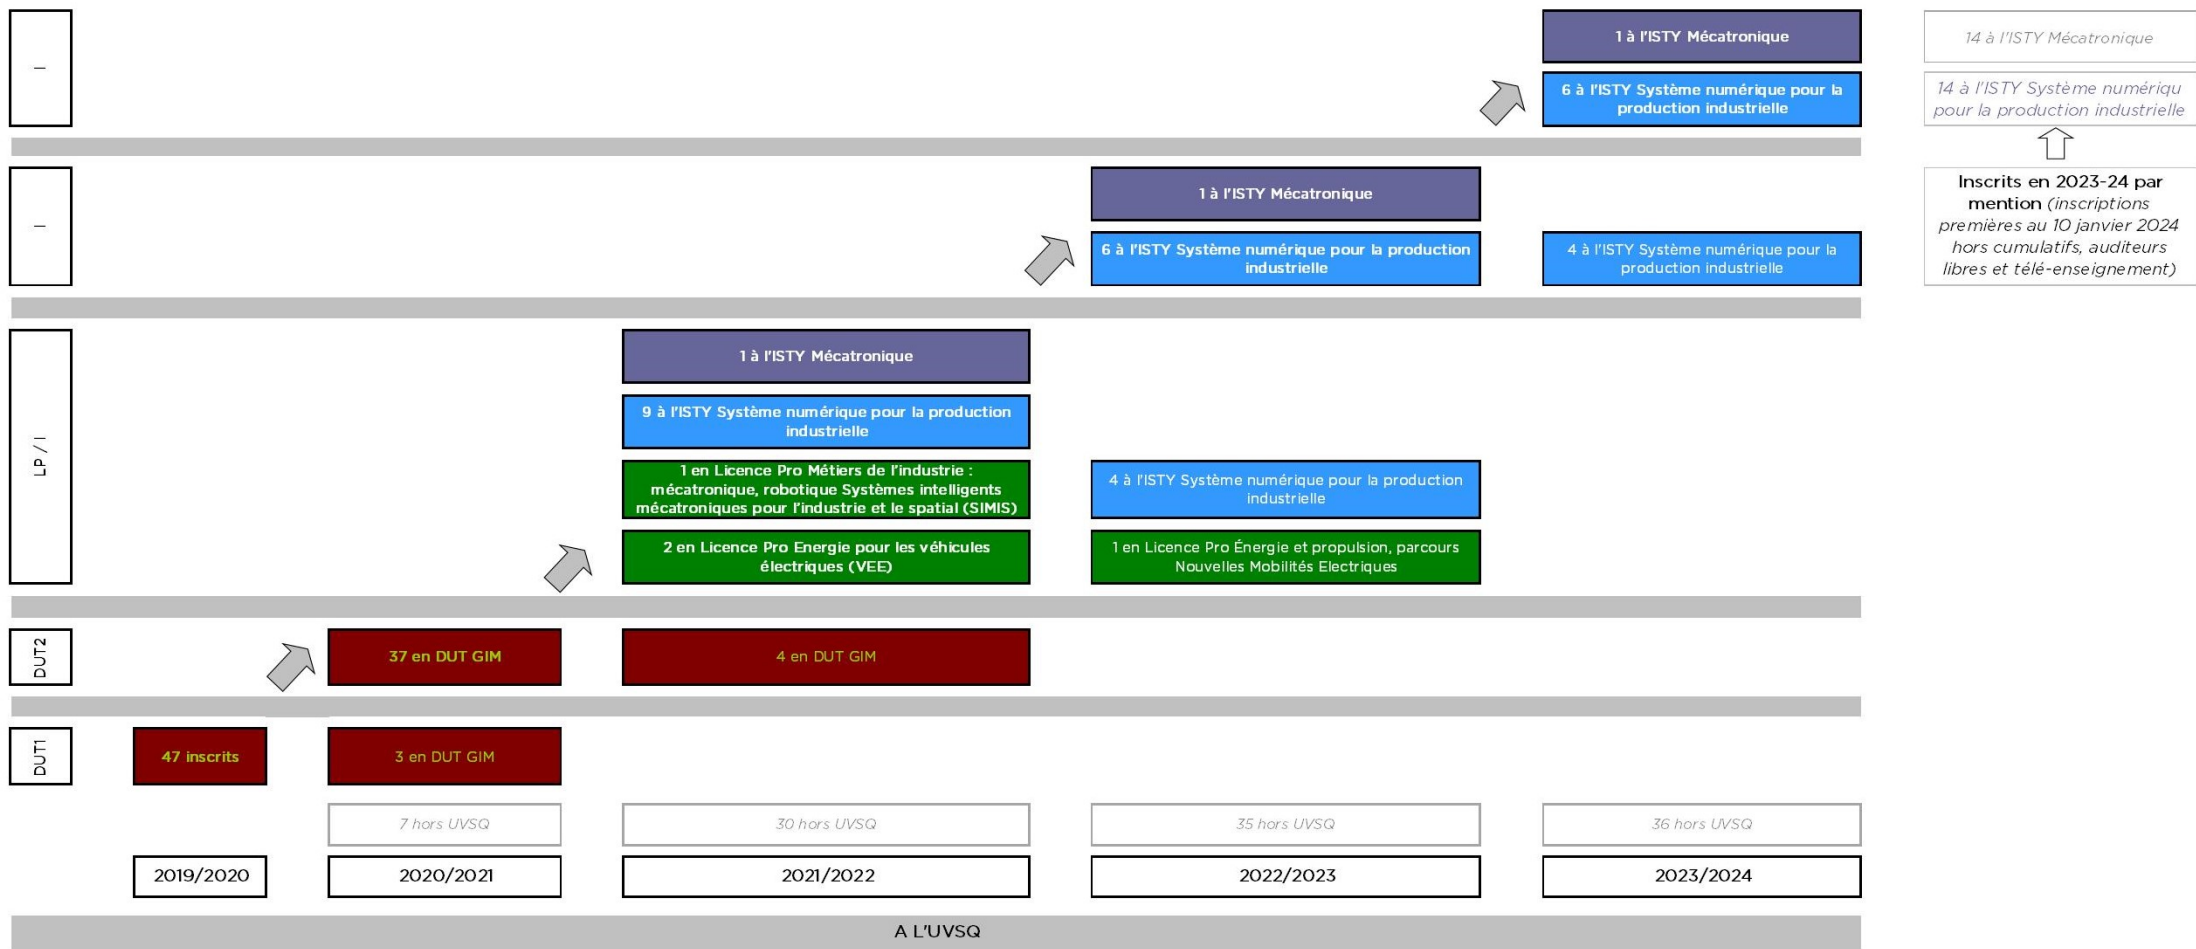 I
1 à l'ISTY Mécatronique
14 à l'ISTY Mécatronique
6 à l'ISTY Système numérique pour la
production industrielle
14 à l'ISTY Système numériqu
pour la production industrielle
I
1 à l'ISTY Mécatronique
6 à l'ISTY Système numérique pour la production
industrielle
4 à l'ISTY Système numérique pour la
production industrielle
Inscrits en 2023-24 par
mention (inscriptions
premières au 10 janvier 2024
hors cumulatifs, auditeurs
libres et télé-enseignement)
LP / I
1 à l'ISTY Mécatronique
9 à l'ISTY Système numérique pour la production
industrielle
1 en Licence Pro Métiers de l'industrie :
mécatronique, robotique Systèmes intelligents
mécatroniques pour l'industrie et le spatial (SIMIS)
4 à l'ISTY Système numérique pour la production
industrielle
2 en Licence Pro Energie pour les véhicules
électriques (VEE)
1 en Licence Pro Énergie et propulsion, parcours
Nouvelles Mobilités Electriques
DUT2
37 en DUT GIM
4 en DUT GIM
DUT1
47 inscrits
3 en DUT GIM
7 hors UVSQ
30 hors UVSQ
35 hors UVSQ
36 hors UVSQ
2019/2020
2020/2021
2021/2022
2022/2023
2023/2024
A L'UVSQ